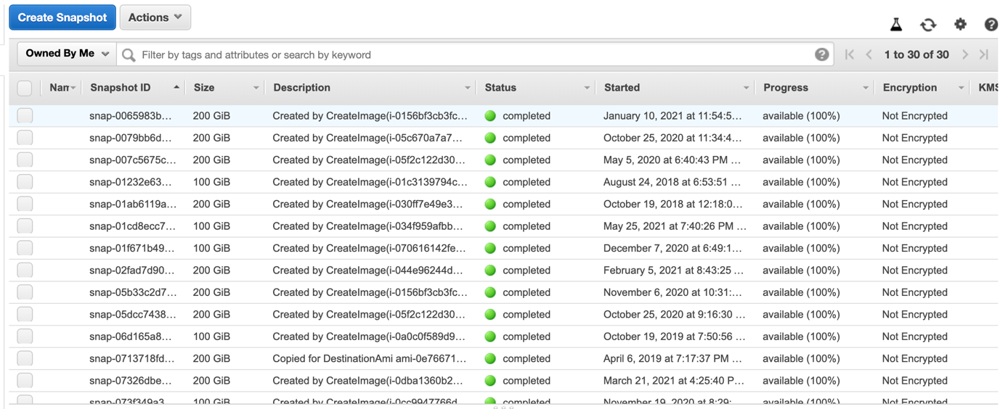 Create Snapshot Actions
Owned By Me Filter by tags and attributes or search by keyword 1 to 30 of 30
Nam Snapshot ID Size Description Status Started Progress Encryption KMS
snap-0065983b... 200 GiB Created by CreateImage(i-0156bf3cb3fc... completed January 10, 2021 at 11:54:5... available (100%) Not Encrypted
snap-0079bb6d... 200 GiB Created by CreateImage(i-05c670a7a7... completed October 25, 2020 at 11:34:4... available (100%) Not Encrypted
snap-007c5675c... 200 GiB Created by CreateImage(i-05f2c122d30... completed May 5, 2020 at 6:40:43 PM ... available (100%) Not Encrypted
snap-01232e63... 100 GiB Created by CreateImage(i-01c3139794c... completed August 24, 2018 at 6:53:51 ... available (100%) Not Encrypted
snap-01ab6119a... 200 GiB Created by CreateImage(i-030ff7e49e3... completed October 19, 2018 at 12:18:0... available (100%) Not Encrypted
snap-01cd8ecc7... 100 GiB Created by CreateImage(i-034f959afbb... completed May 25, 2021 at 7:40:26 PM ... available (100%) Not Encrypted
snap-01f671b49... 100 GiB Created by CreateImage(i-070616142fe... completed December 7, 2020 at 6:49:1... available (100%) Not Encrypted
snap-02fad7d90... 200 GiB Created by CreateImage(i-044e96244d... completed February 5, 2021 at 8:43:25 ... available (100%) Not Encrypted
snap-05b33c2d7... 200 GiB Created by CreateImage(i-0156bf3cb3fc... completed November 6, 2020 at 10:31:... available (100%) Not Encrypted
snap-05dcc7438... 200 GiB Created by CreateImage(i-05f2c122d30... completed October 25, 2020 at 9:16:30 ... available (100%) Not Encrypted
snap-06d165a8... 100 GiB Created by CreateImage(i-0a0c0f589d9... completed October 19, 2019 at 7:50:56 ... available (100%) Not Encrypted
snap-0713718fd... 200 GiB Copied for DestinationAmi ami-0e76671... completed April 6, 2019 at 7:17:37 PM ... available (100%) Not Encrypted
snap-07326dbe... 200 GiB Created by CreateImage(i-0dba1360b2... completed March 21, 2021 at 4:25:40 P... available (100%) Not Encrypted
snap-073f349a3 100 GiB Created by CreateImage(i-0cc9947766d completed November 19, 2020 at 8:29: available (100%) Not Encrypted